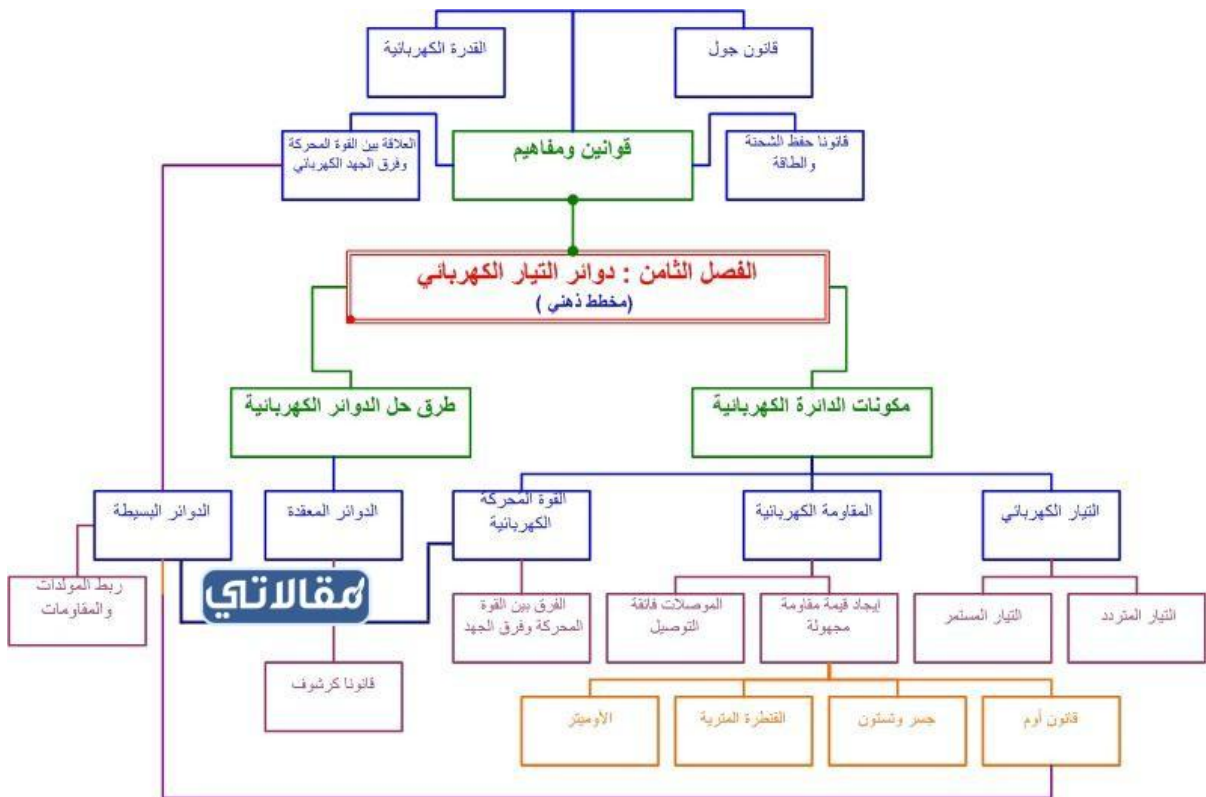 قانون جول
القدرة الكهربائية
قانونا حفظ الشحنة
والطاقة
قوانين ومفاهيم
العلاقة بين القوة المحركة
وفرق الجهد الكهربائي
الفصل الثامن : دوائر التيار الكهربائي
(مخطط ذهني )
مكونات الدائرة الكهربائية
طرق حل الدوائر الكهربائية
التيار الكهربائي
المقاومة الكهربائية
القوة المحركة
الكهربائية
الدوائر المعقدة
الدوائر البسيطة
التيار المتردد
التيار المستمر
إيجاد قيمة مقاومة
مجهولة
الموصلات فائقة
التوصيل
الفرق بين القوة
المحركة وفرق الجهد
مقالاتي
ربط المولدات
والمقاومات
قانونا كرشوف
قانون أوم
جسر وتستون
القنطرة المترية
الأوميتر